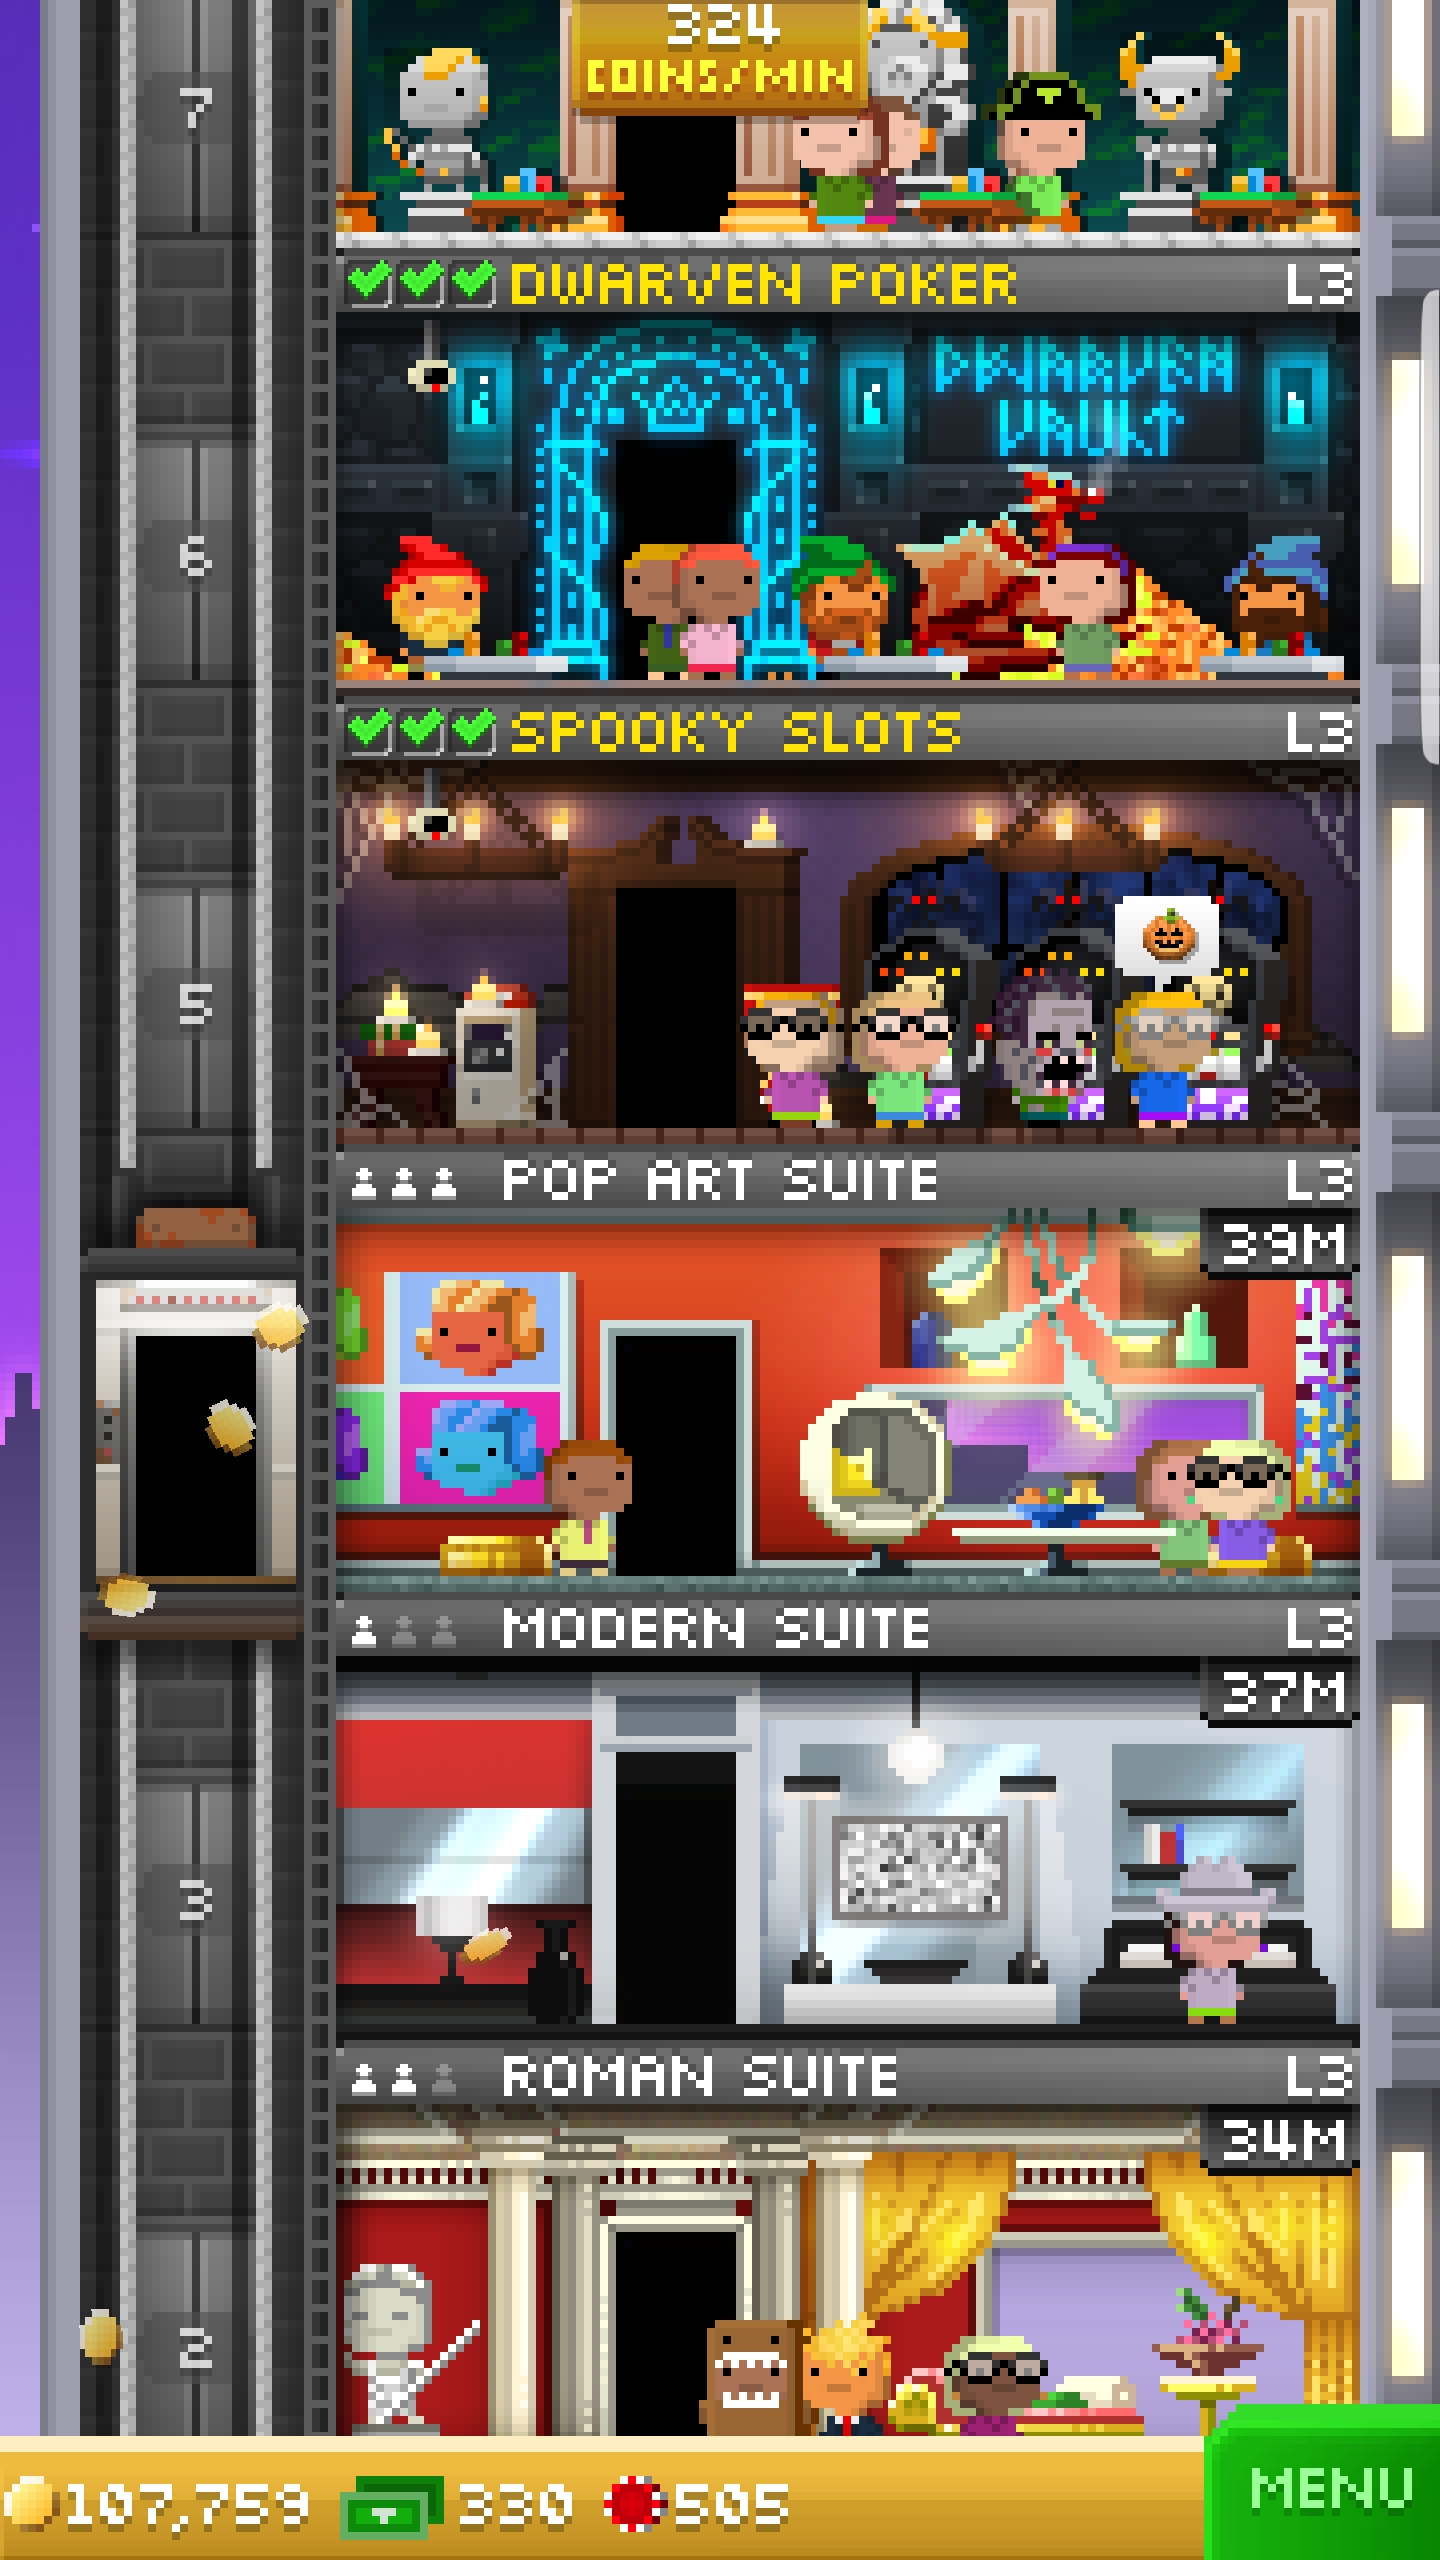 324
COINS/MIN
7
DWARVEN POKER L3
DWARVEN
VAULT
6
SPOOKY SLOTS L3
5
POP ART SUITE L3
39M
MODERN SUITE L3
37M
3
ROMAN SUITE L3
34M
2
107,759 330 505
MENU